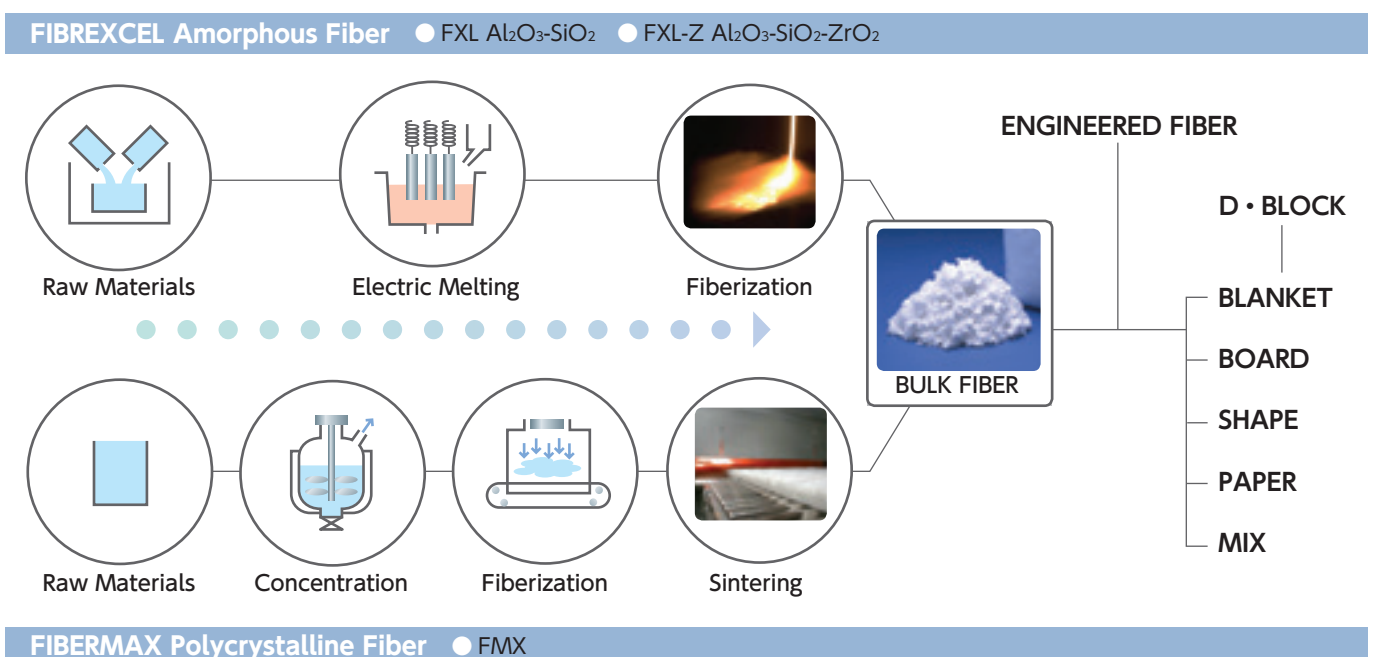 FIBREXCEL Amorphous Fiber ● FXL Al₂O₃-SiO₂ ● FXL-Z Al₂O₃-SiO₂-ZrO₂
Raw Materials
Electric Melting
Fiberization
Raw Materials
Concentration
Fiberization
Sintering
BULK FIBER
ENGINEERED FIBER
D・BLOCK
BLANKET
BOARD
SHAPE
PAPER
MIX
FIBERMAX Polycrystalline Fiber ● FMX